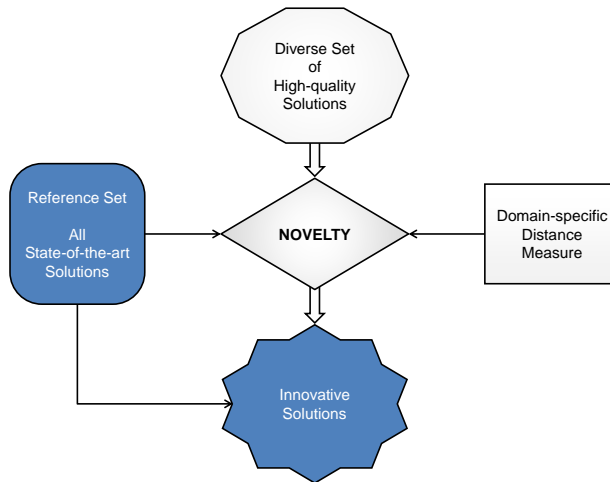 Diverse Set
of
High-quality
Solutions
Reference Set
All
State-of-the-art
Solutions
NOVELTY
Domain-specific
Distance
Measure
Innovative
Solutions